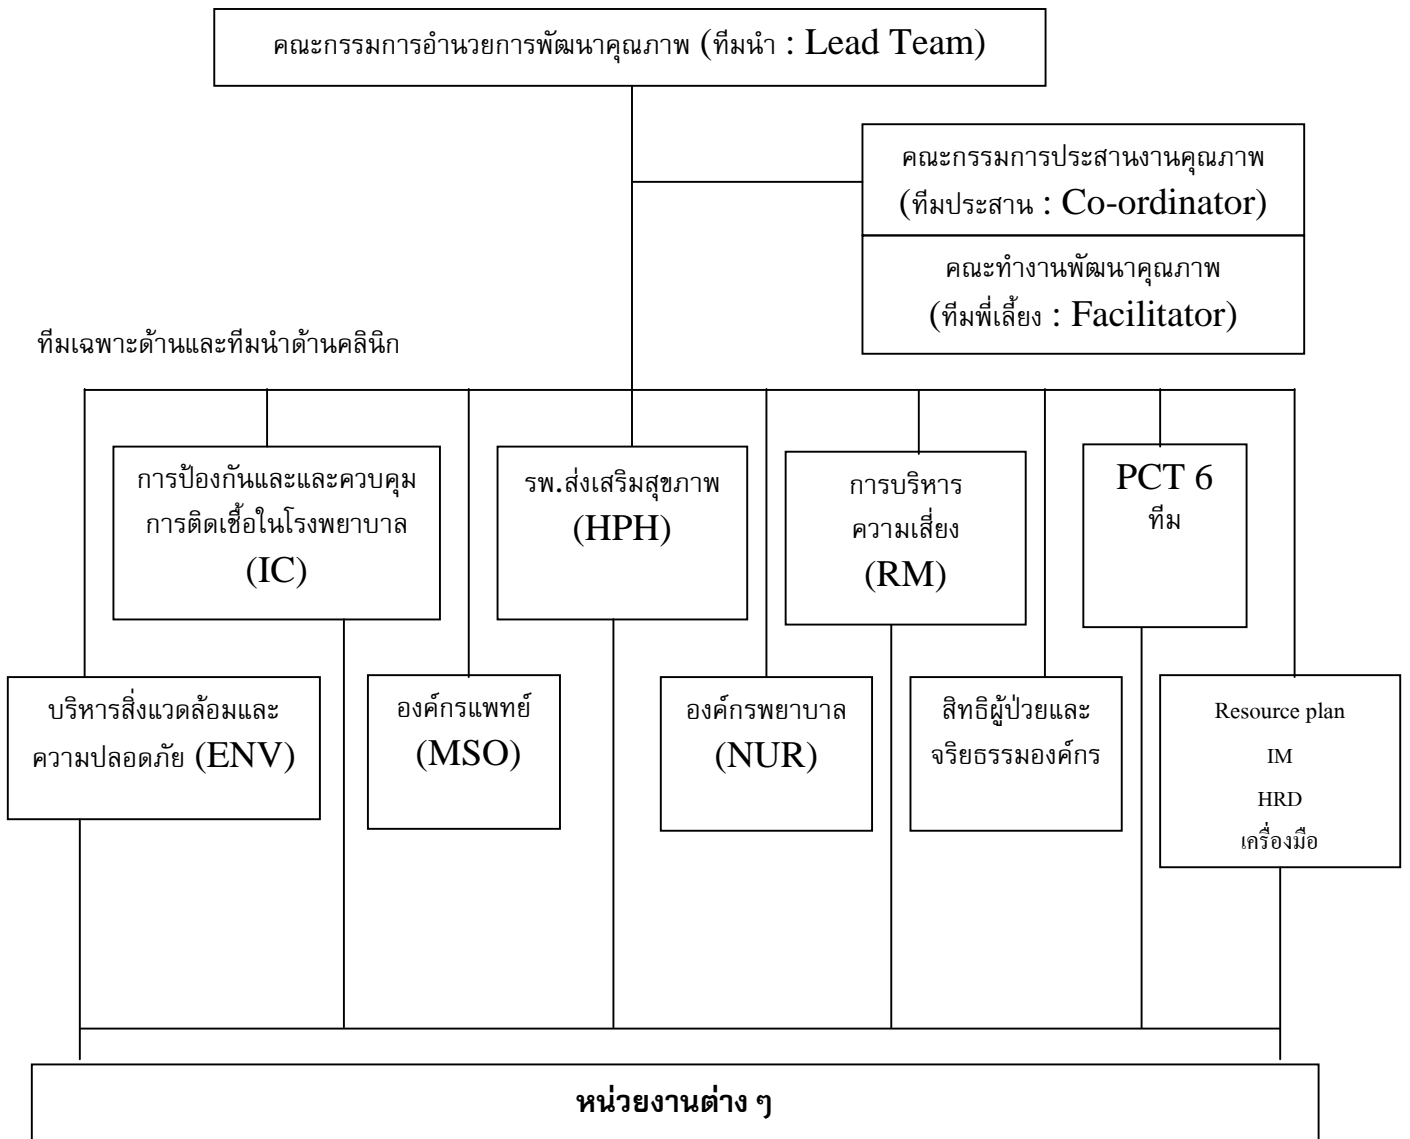 คณะกรรมการอำนวยการพัฒนาคุณภาพ (ทีมนำ : Lead Team)
คณะกรรมการประสานงานคุณภาพ
(ทีมประสาน : Co-ordinator)
คณะทำงานพัฒนาคุณภาพ
(ทีมพี่เลี้ยง : Facilitator)
ทีมเฉพาะด้านและทีมนำด้านคลินิก
การป้องกันและและควบคุม
การติดเชื้อในโรงพยาบาล
(IC)
รพ.ส่งเสริมสุขภาพ
(HPH)
การบริหาร
ความเสี่ยง
(RM)
PCT 6
ทีม
บริหารสิ่งแวดล้อมและ
ความปลอดภัย (ENV)
องค์กรแพทย์
(MSO)
องค์กรพยาบาล
(NUR)
สิทธิผู้ป่วยและ
จริยธรรมองค์กร
Resource plan
IM
HRD
เครื่องมือ
หน่วยงานต่าง ๆ